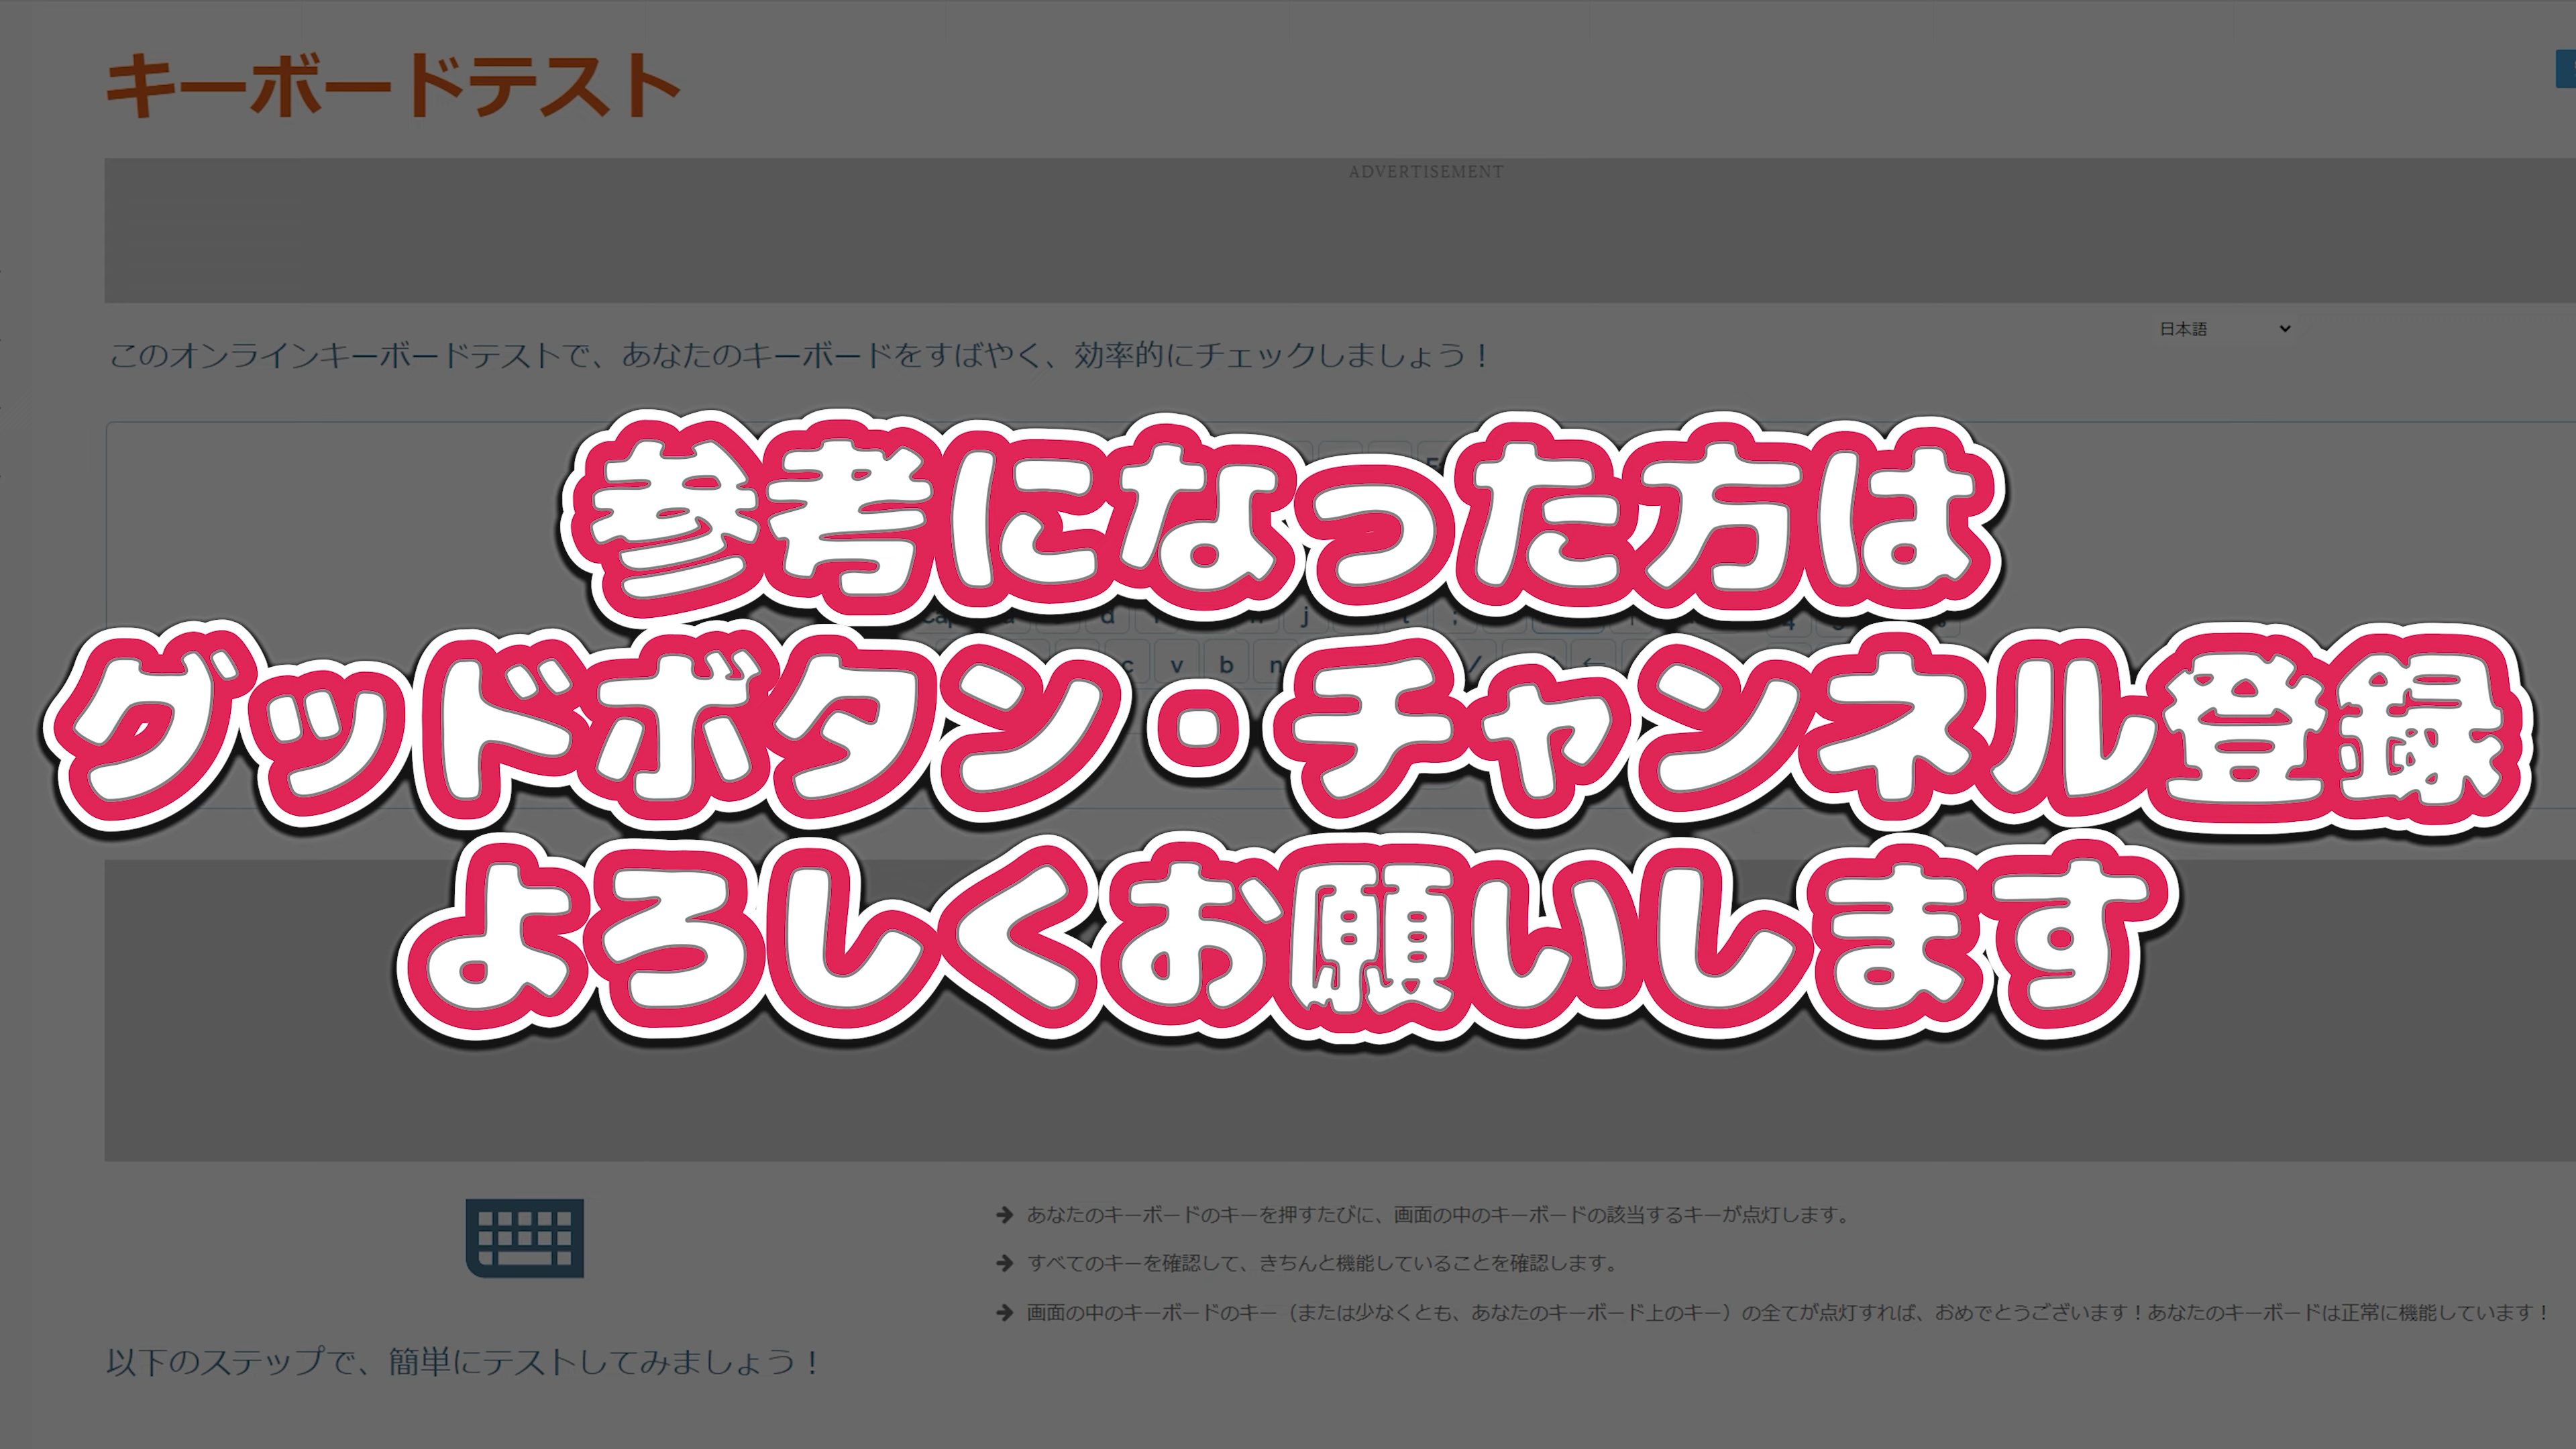 キーボードテスト
ADVERTISEMENT
日本語
このオンラインキーボードテストで、あなたのキーボードをすばやく、効率的にチェックしましょう！
参考になった方は
d j
c v b n
グッドボタン・チャンネル登録
よろしくお願いします
あなたのキーボードのキーを押すたびに、画面の中のキーボードの該当するキーが点灯します。
すべてのキーを確認して、きちんと機能していることを確認します。
画面の中のキーボードのキー（または少なくとも、あなたのキーボード上のキー）の全てが点灯すれば、おめでとうございます！あなたのキーボードは正常に機能しています！
以下のステップで、簡単にテストしてみましょう！